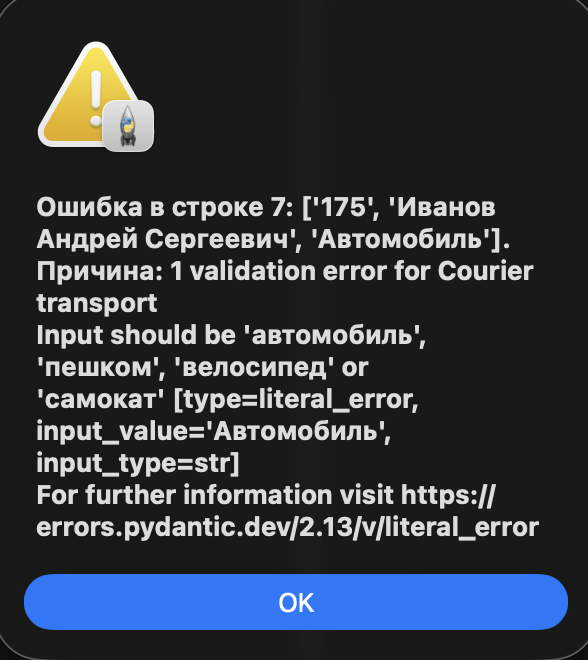 Ошибка в строке 7: ['175', 'Иванов
Андрей Сергеевич', 'Автомобиль'].
Причина: 1 validation error for Courier
transport
Input should be 'автомобиль',
'пешком', 'велосипед' or
'самокат' [type=literal_error,
input_value='Автомобиль',
input_type=str]
For further information visit https://
errors.pydantic.dev/2.13/v/literal_error
OK